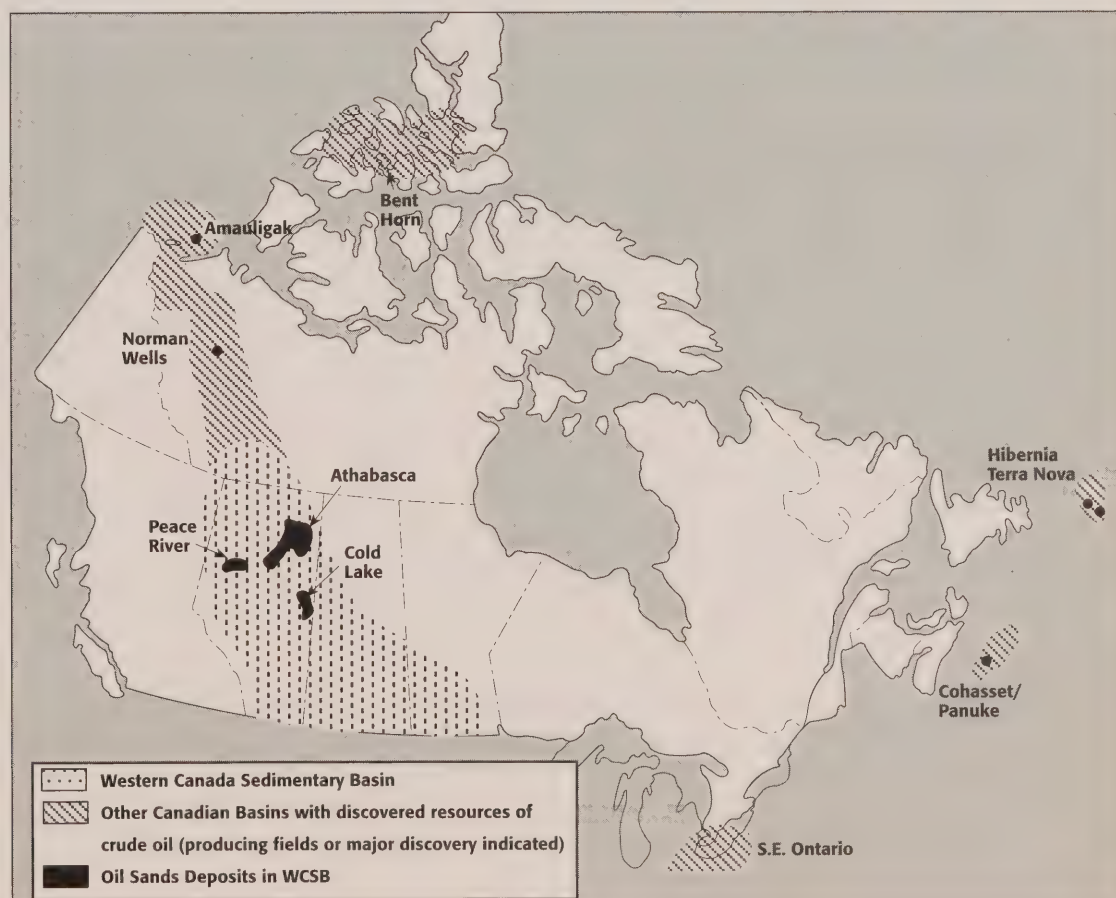 Bent
Horn
Amauligak
Norman
Wells
Hibernia
Terra Nova
Athabasca
Peace
River
Cold
Lake
Cohasset/
Panuke
S.E. Ontario
Western Canada Sedimentary Basin
Other Canadian Basins with discovered resources of
crude oil (producing fields or major discovery indicated)
Oil Sands Deposits in WCSB